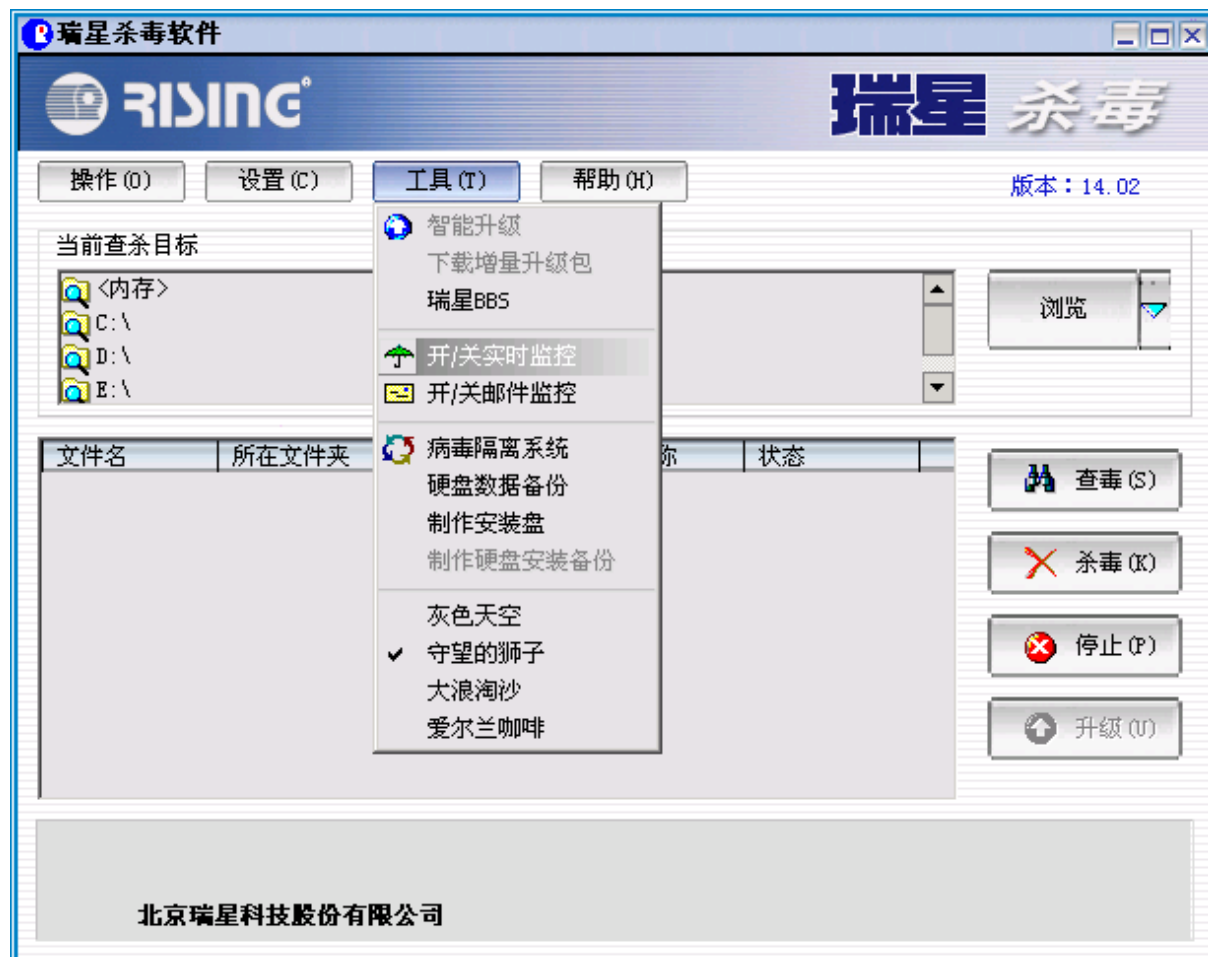 瑞星杀毒软件
RISING®
瑞星 杀毒
操作(O) 设置(C) 工具(T) 帮助(H)
版本：14.02
当前查杀目标
<内存>
C:\
D:\
E:\
浏览
智能升级
下载增量升级包
瑞星BBS
开/关实时监控
开/关邮件监控
病毒隔离系统
硬盘数据备份
制作安装盘
制作硬盘安装备份
灰色天空
守望的狮子
大浪淘沙
爱尔兰咖啡
文件名 所在文件夹 称 状态
查毒(S)
杀毒(K)
停止(P)
升级(U)
北京瑞星科技股份有限公司